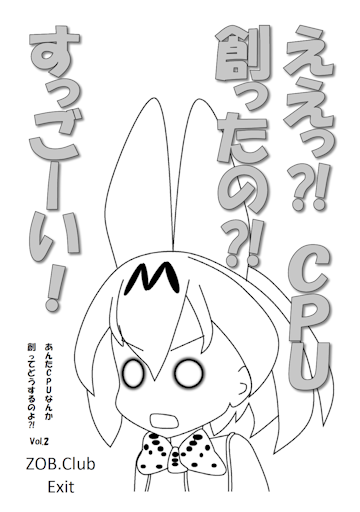 ええっ?! CPU
創ったの?!
すっごーい!
あんたCPUなんか
創ってどうするのよ?!
Vol.2
ZOB.Club
Exit